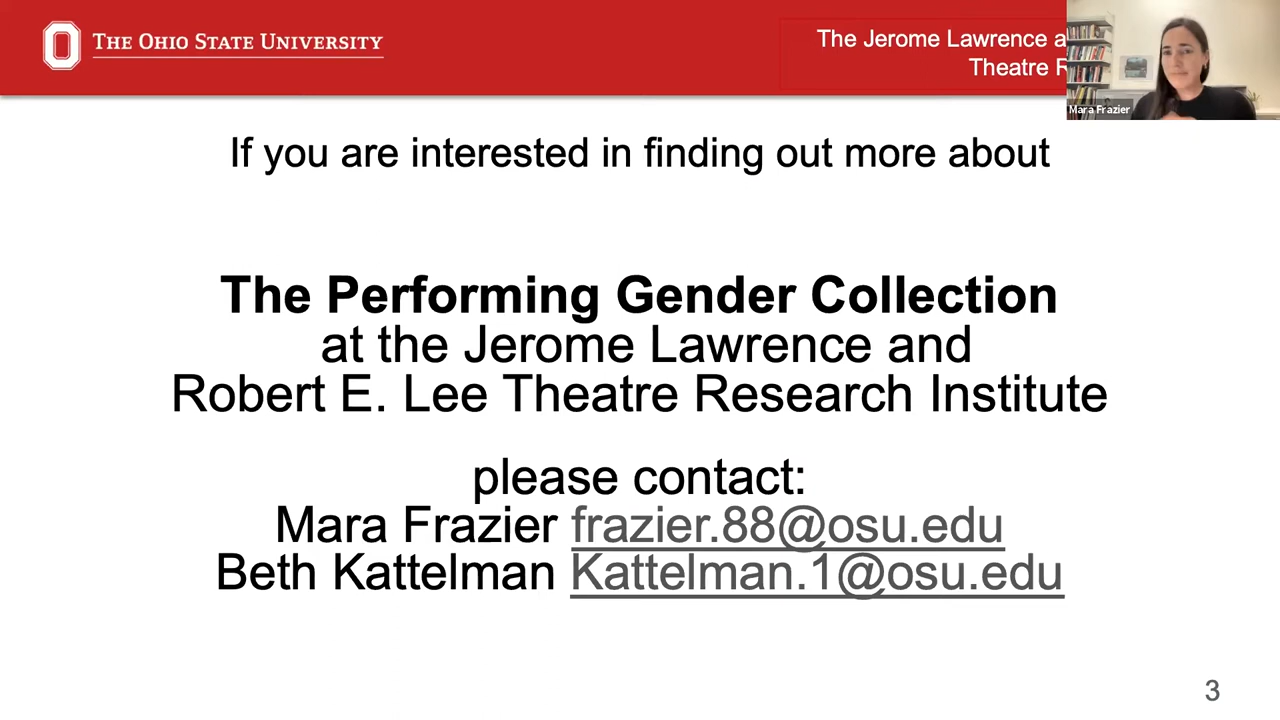 THE OHIO STATE UNIVERSITY
The Jerome Lawrence a
Theatre R
Mara Frazier
If you are interested in finding out more about
The Performing Gender Collection
at the Jerome Lawrence and
Robert E. Lee Theatre Research Institute
please contact:
Mara Frazier frazier.88@osu.edu
Beth Kattelman Kattelman.1@osu.edu
3